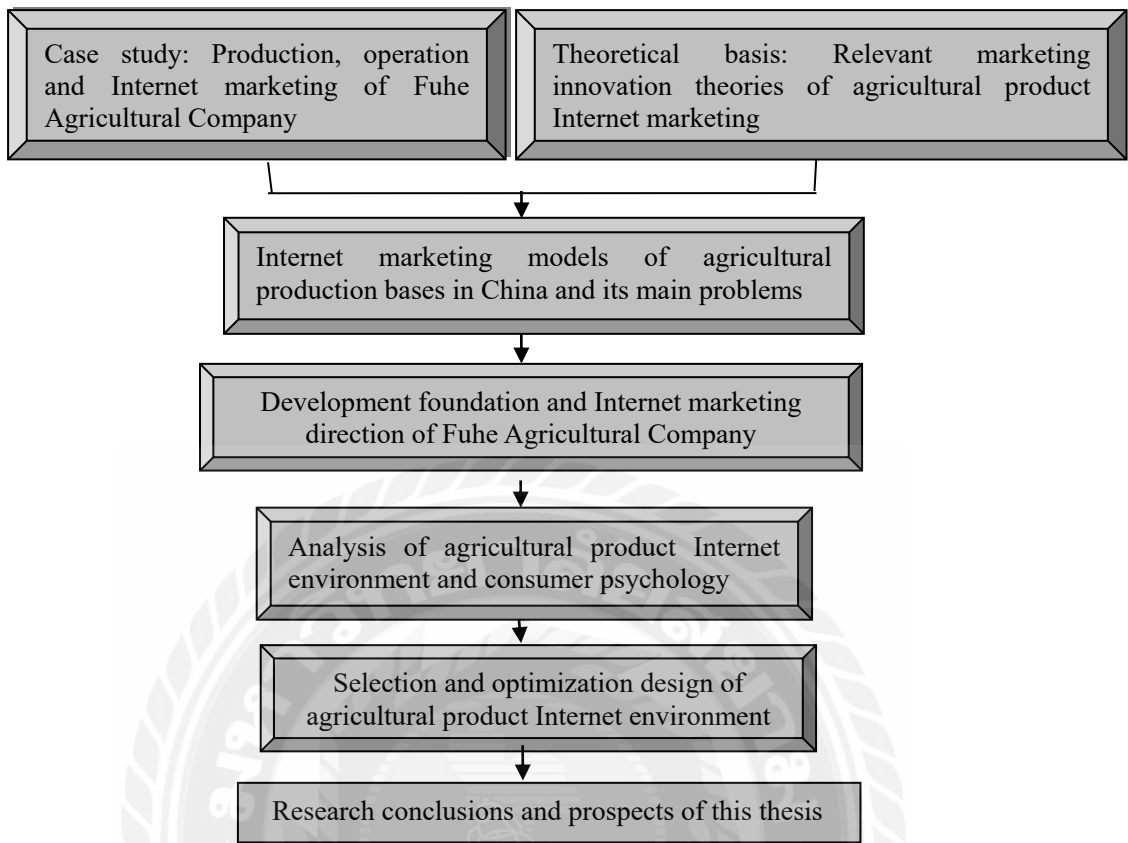 Case study: Production, operation
and Internet marketing of Fuhe
Agricultural Company
Theoretical basis: Relevant marketing
innovation theories of agricultural product
Internet marketing
Internet marketing models of agricultural
production bases in China and its main problems
Development foundation and Internet marketing
direction of Fuhe Agricultural Company
Analysis of agricultural product Internet
environment and consumer psychology
Selection and optimization design of
agricultural product Internet environment
Research conclusions and prospects of this thesis